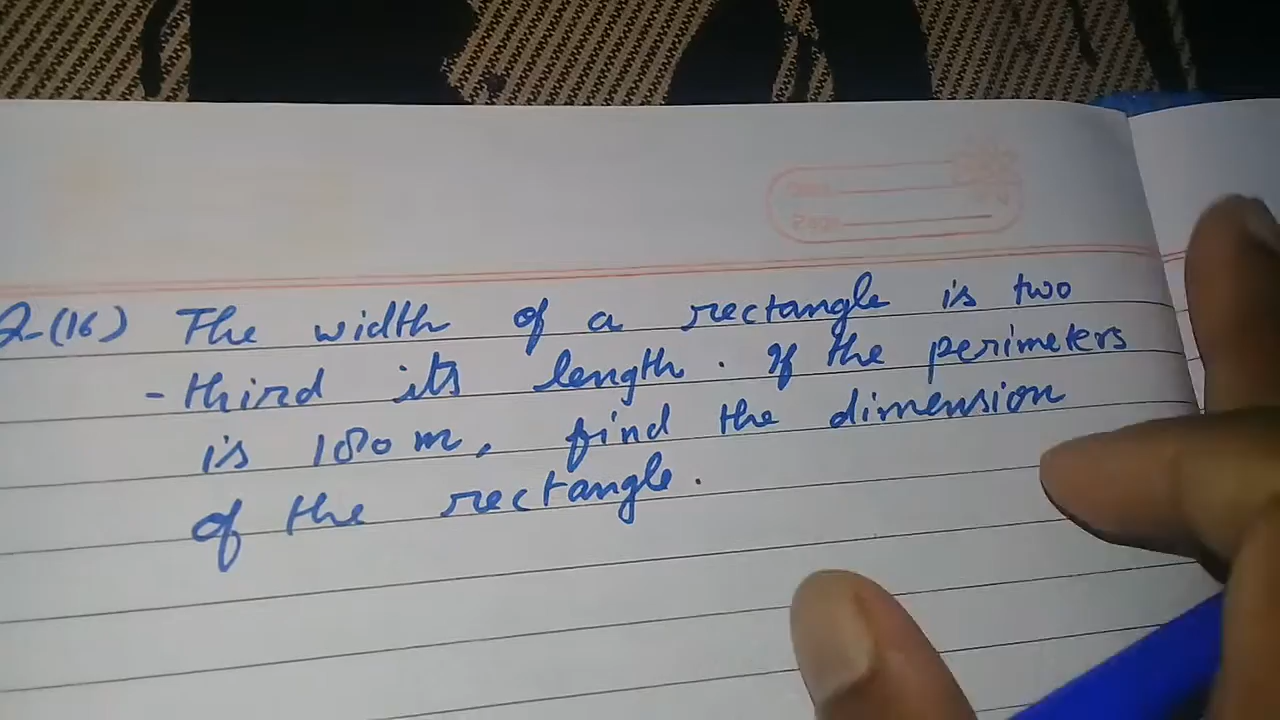 Q-(16) The width of a rectangle is two
-third its length. If the perimeters
is 180 m, find the dimension
of the rectangle.